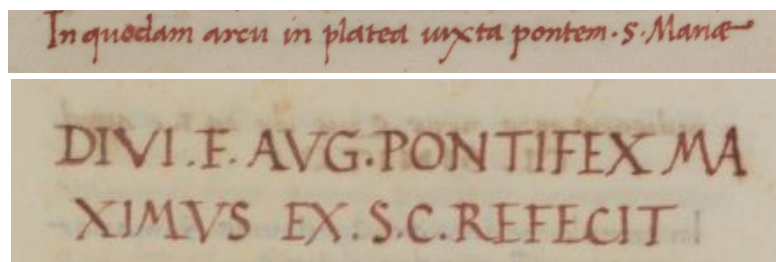 In quodam arcu in platea iuxta pontem · S · Mariae
DIVI . F. AVG. PONTIFEX MA
XIMVS EX . S. C. REFECIT